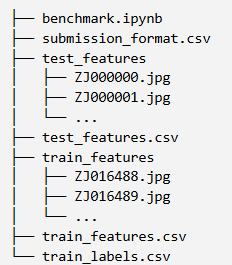 ├── benchmark.ipynb
├── submission_format.csv
├── test_features
│   ├── ZJ000000.jpg
│   ├── ZJ000001.jpg
│   └── ...
├── test_features.csv
├── train_features
│   ├── ZJ016488.jpg
│   ├── ZJ016489.jpg
│   └── ...
├── train_features.csv
└── train_labels.csv